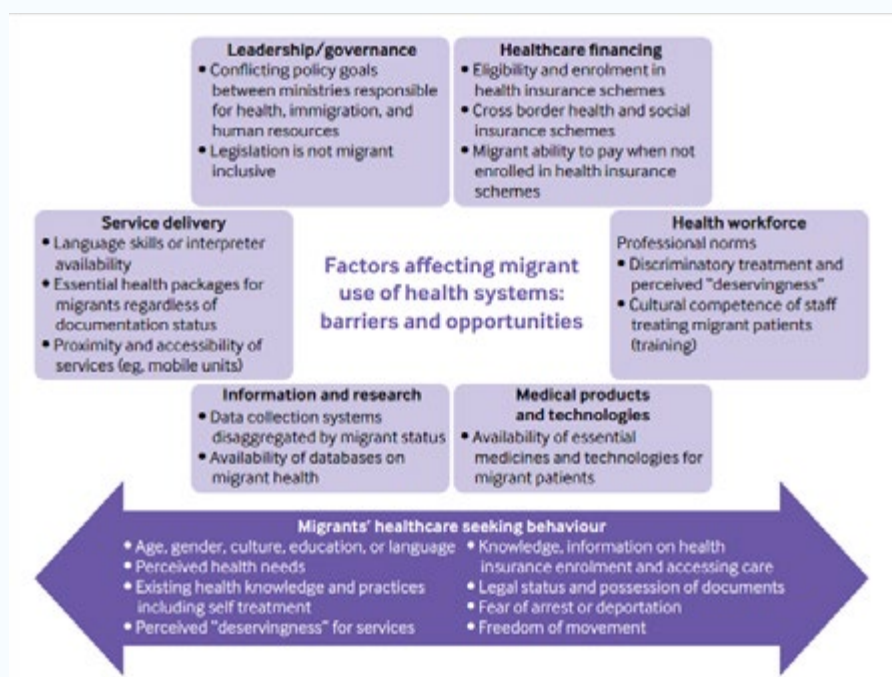 Leadership/governance
• Conflicting policy goals
between ministries responsible
for health, immigration, and
human resources
• Legislation is not migrant
inclusive
Healthcare financing
• Eligibility and enrolment in
health insurance schemes
• Cross border health and social
insurance schemes
• Migrant ability to pay when not
enrolled in health insurance
schemes
Service delivery
• Language skills or interpreter
availability
• Essential health packages for
migrants regardless of
documentation status
• Proximity and accessibility of
services (eg, mobile units)
Factors affecting migrant
use of health systems:
barriers and opportunities
Health workforce
Professional norms
• Discriminatory treatment and
perceived "deservingness"
• Cultural competence of staff
treating migrant patients
(training)
Information and research
• Data collection systems
disaggregated by migrant status
• Availability of databases on
migrant health
Medical products
and technologies
• Availability of essential
medicines and technologies for
migrant patients
Migrants' healthcare seeking behaviour
• Age, gender, culture, education, or language
• Perceived health needs
• Existing health knowledge and practices
including self treatment
• Perceived "deservingness" for services
• Knowledge, information on health
insurance enrolment and accessing care
• Legal status and possession of documents
• Fear of arrest or deportation
• Freedom of movement